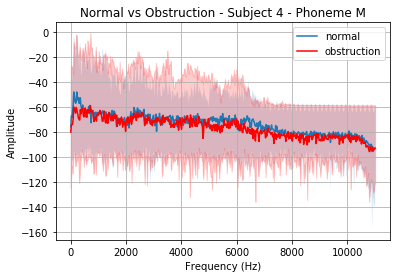 Normal vs Obstruction - Subject 4 - Phoneme M
normal
obstruction
Amplitude
0
−20
−40
−60
−80
−100
−120
−140
−160
0 2000 4000 6000 8000 10000
Frequency (Hz)